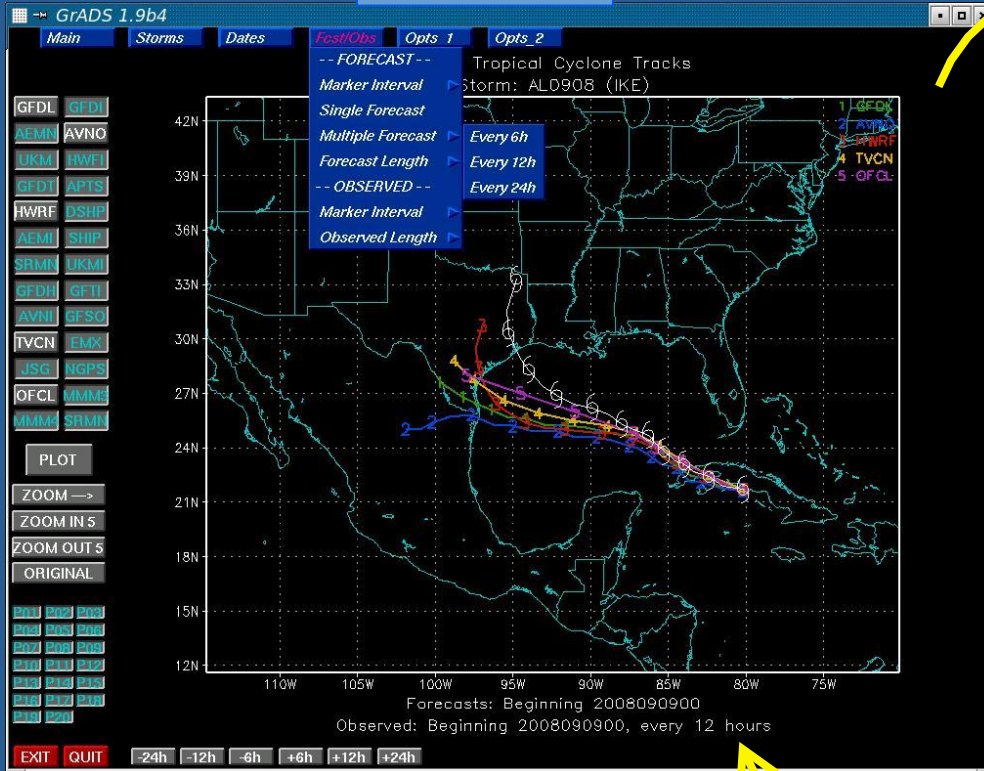 GrADS 1.9b4
Main Storms Dates Fcst/Obs Opts_1 Opts_2
--FORECAST--
Marker Interval
Single Forecast
Multiple Forecast
Forecast Length
--OBSERVED--
Marker Interval
Observed Length
Every 6h
Every 12h
Every 24h
Tropical Cyclone Tracks
Storm: AL0908 (IKE)
1 GFDL
2 AVNO
3 HWRF
4 TVCN
5 OFCL
GFDL GFDI
AEMN AVNO
UKM HWFI
GFDT APTS
HWRF DSHP
AEMI SHIP
SRMN UKMI
GFDH GFTI
AVNI GFSO
TVCN EMX
JSG NGPS
OFCL MMM3
MMM4 SRMN
PLOT
ZOOM —>
ZOOM IN 5
ZOOM OUT 5
ORIGINAL
P01 P02 P03
P04 P05 P06
P07 P08 P09
P10 P11 P12
P13 P14 P15
P16 P17 P18
P19 P20
42N
39N
36N
33N
30N
27N
24N
21N
18N
15N
12N
110W 105W 100W 95W 90W 85W 80W 75W
Forecasts: Beginning 2008090900
Observed: Beginning 2008090900, every 12 hours
EXIT QUIT -24h -12h -6h +6h +12h +24h